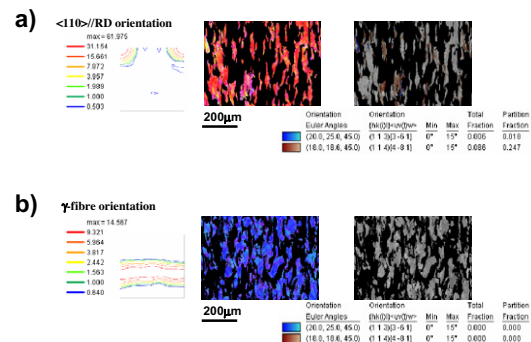 a)
<110>//RD orientation
max = 61.975
31.154
15.661
7.872
3.957
1.989
1.000
0.503
200μm
Orientation Orientation Total Partition
Euler Angles {hk(i)l}<uv(t)w> Min Max Fraction Fraction
(20.0, 25.0, 45.0) (1 1 3)[3 -6 1] 0° 15° 0.006 0.018
(18.0, 18.6, 45.0) (1 1 4)[4 -8 1] 0° 15° 0.086 0.247
b)
γ-fibre orientation
max = 14.567
9.321
5.964
3.817
2.442
1.563
1.000
0.640
200μm
Orientation Orientation Total Partition
Euler Angles {hk(i)l}<uv(t)w> Min Max Fraction Fraction
(20.0, 25.0, 45.0) (1 1 3)[3 -6 1] 0° 15° 0.000 0.000
(18.0, 18.6, 45.0) (1 1 4)[4 -8 1] 0° 15° 0.000 0.000